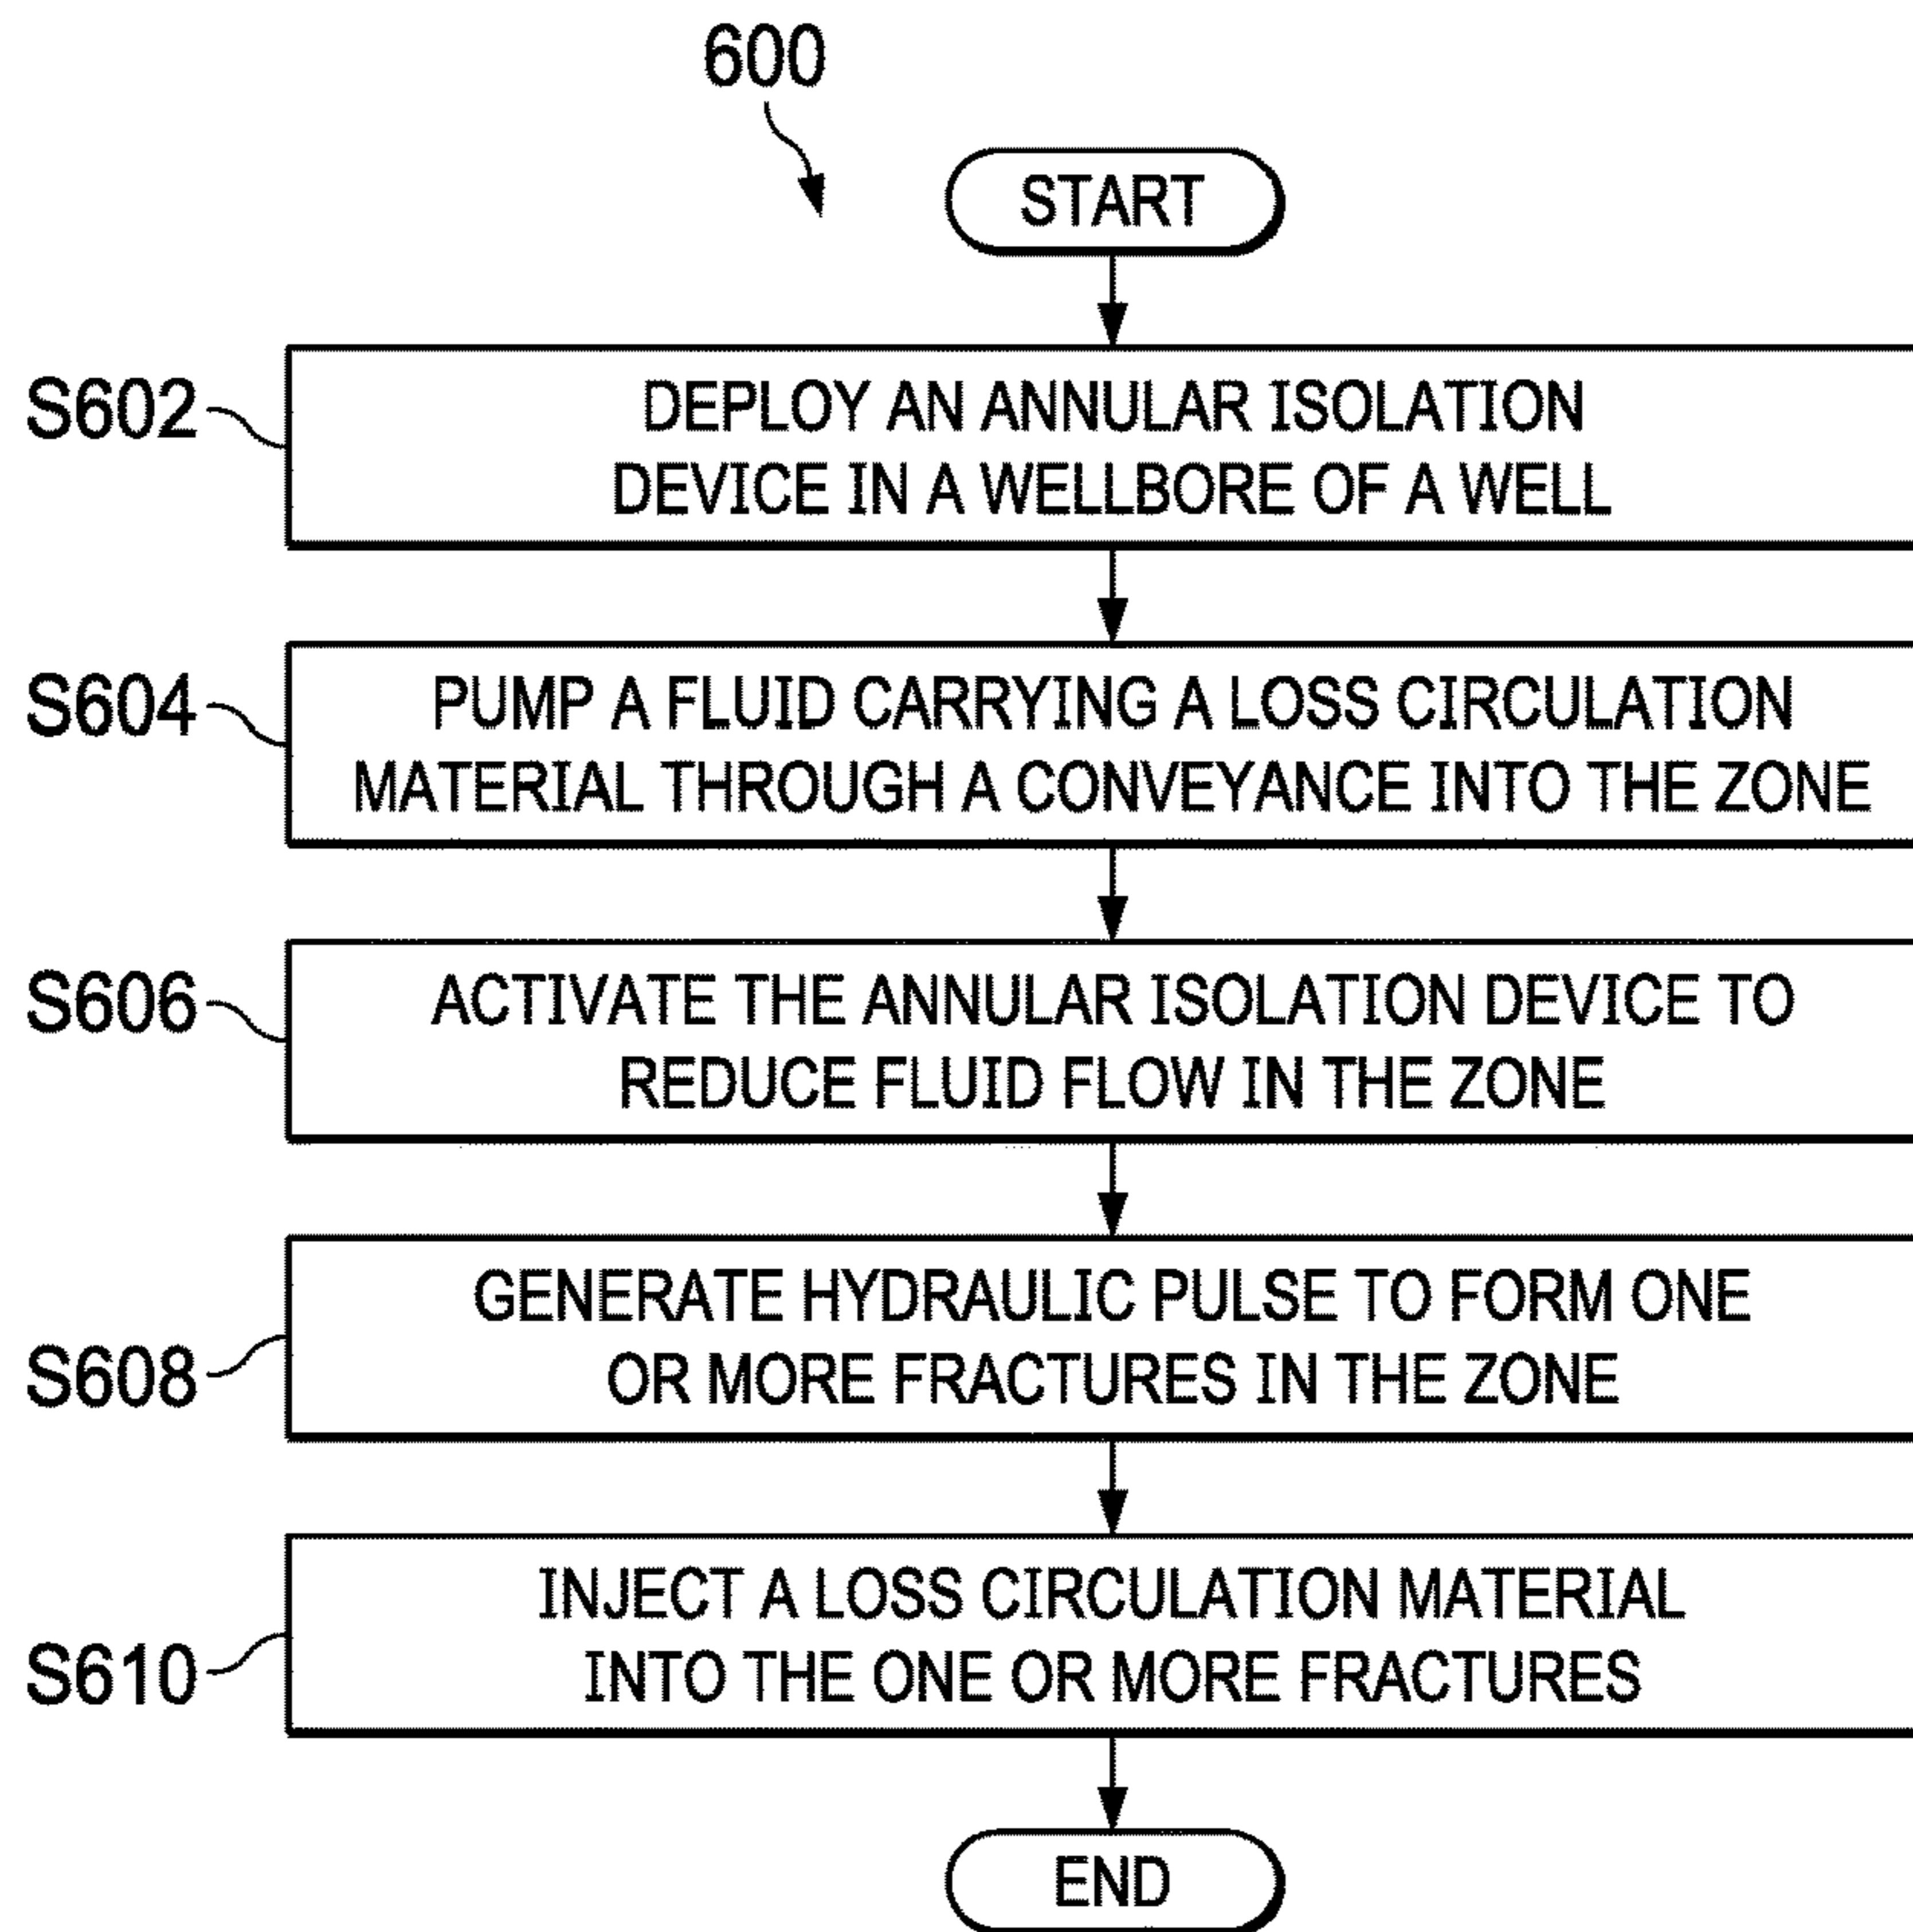 600
START
S602
DEPLOY AN ANNULAR ISOLATION
DEVICE IN A WELLBORE OF A WELL
S604
PUMP A FLUID CARRYING A LOSS CIRCULATION
MATERIAL THROUGH A CONVEYANCE INTO THE ZONE
S606
ACTIVATE THE ANNULAR ISOLATION DEVICE TO
REDUCE FLUID FLOW IN THE ZONE
S608
GENERATE HYDRAULIC PULSE TO FORM ONE
OR MORE FRACTURES IN THE ZONE
S610
INJECT A LOSS CIRCULATION MATERIAL
INTO THE ONE OR MORE FRACTURES
END